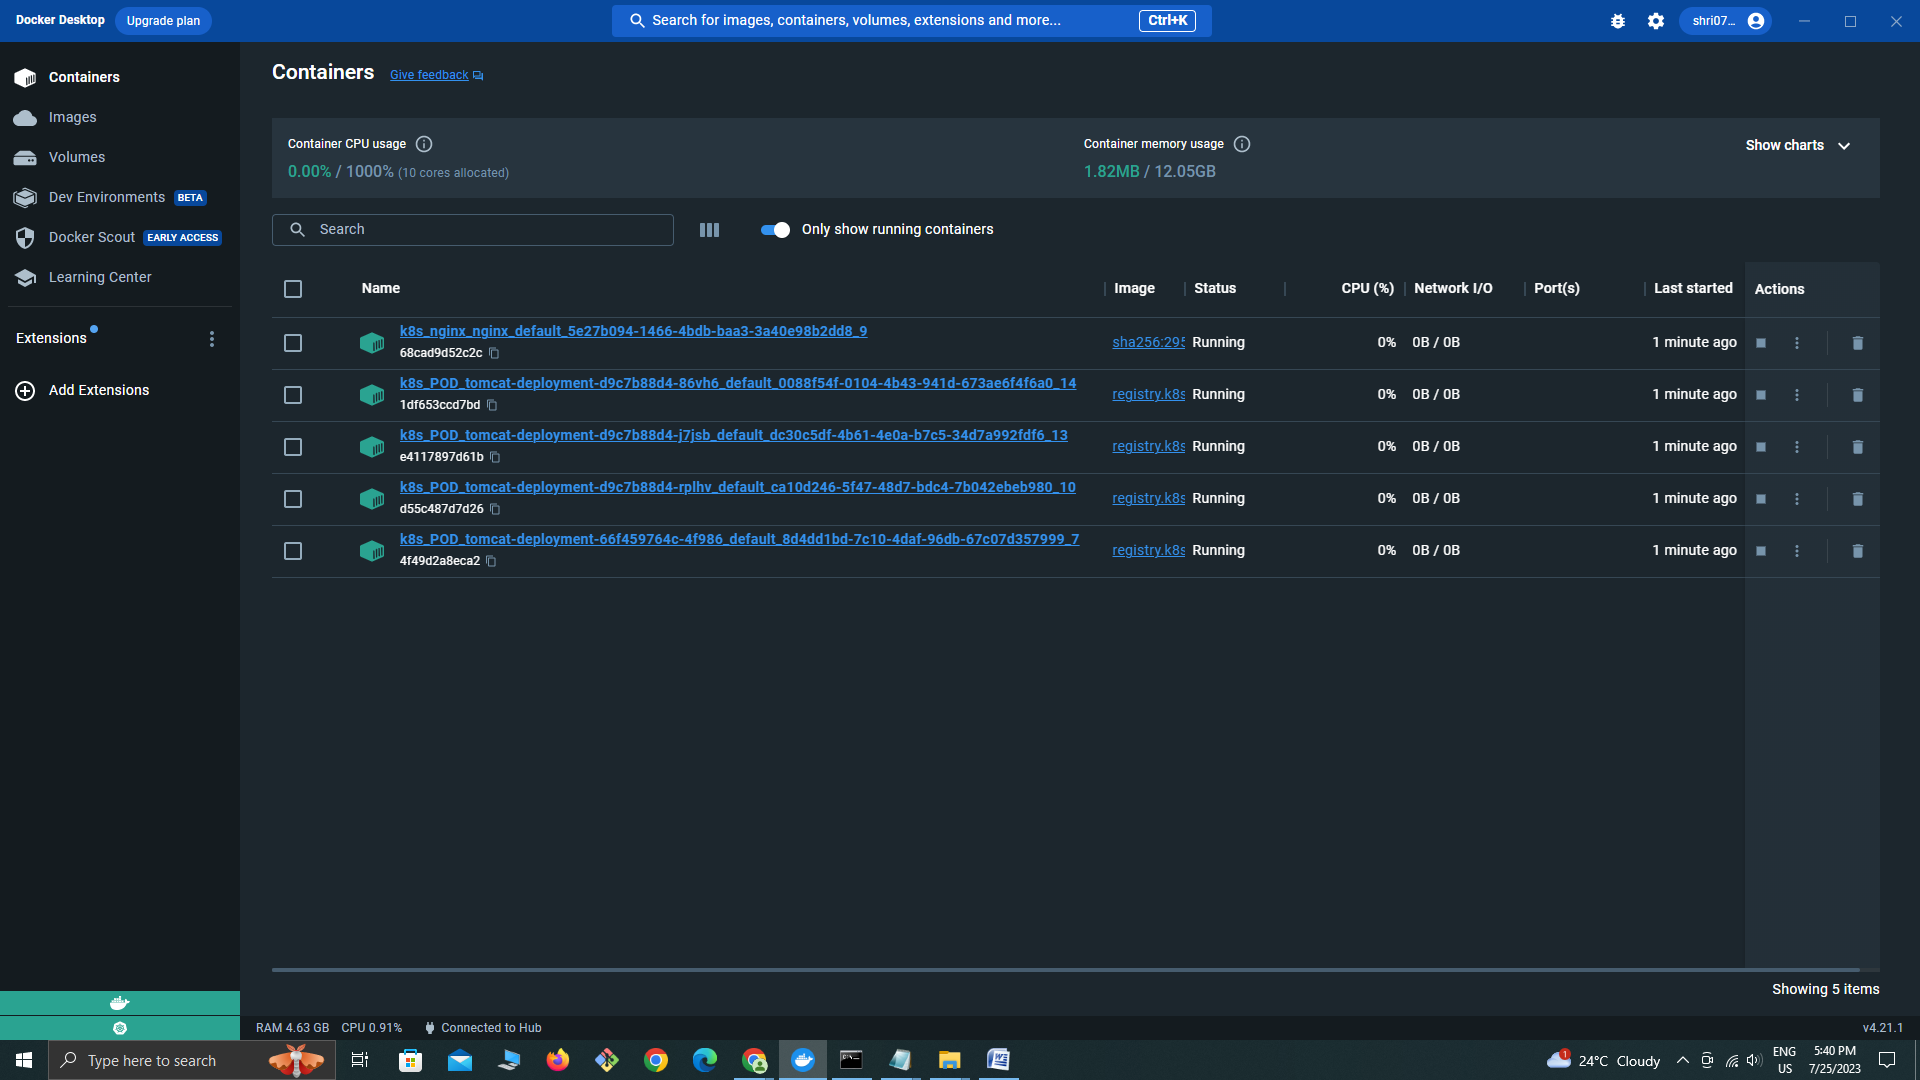 Docker Desktop
Upgrade plan
Search for images, containers, volumes, extensions and more...
Ctrl+K
shri07...
Containers
Images
Volumes
Dev Environments BETA
Docker Scout EARLY ACCESS
Learning Center
Extensions
Add Extensions
Containers
Give feedback
Container CPU usage
0.00% / 1000% (10 cores allocated)
Container memory usage
1.82MB / 12.05GB
Show charts
Search
Only show running containers
Name Image Status CPU (%) Network I/O Port(s) Last started Actions
k8s_nginx_nginx_default_5e27b094-1466-4bdb-baa3-3a40e98b2dd8_9
68cad9d52c2c
sha256:295 Running 0% 0B / 0B 1 minute ago
k8s_POD_tomcat-deployment-d9c7b88d4-86vh6_default_0088f54f-0104-4b43-941d-673ae6f4f6a0_14
1df653ccd7bd
registry.k8s Running 0% 0B / 0B 1 minute ago
k8s_POD_tomcat-deployment-d9c7b88d4-j7jsb_default_dc30c5df-4b61-4e0a-b7c5-34d7a992fdf6_13
e4117897d61b
registry.k8s Running 0% 0B / 0B 1 minute ago
k8s_POD_tomcat-deployment-d9c7b88d4-rplhv_default_ca10d246-5f47-48d7-bdc4-7b042ebeb980_10
d55c487d7d26
registry.k8s Running 0% 0B / 0B 1 minute ago
k8s_POD_tomcat-deployment-66f459764c-4f986_default_8d4dd1bd-7c10-4daf-96db-67c07d357999_7
4f49d2a8eca2
registry.k8s Running 0% 0B / 0B 1 minute ago
Showing 5 items
RAM 4.63 GB CPU 0.91% Connected to Hub
v4.21.1
Type here to search
1
24°C Cloudy
ENG
US
5:40 PM
7/25/2023